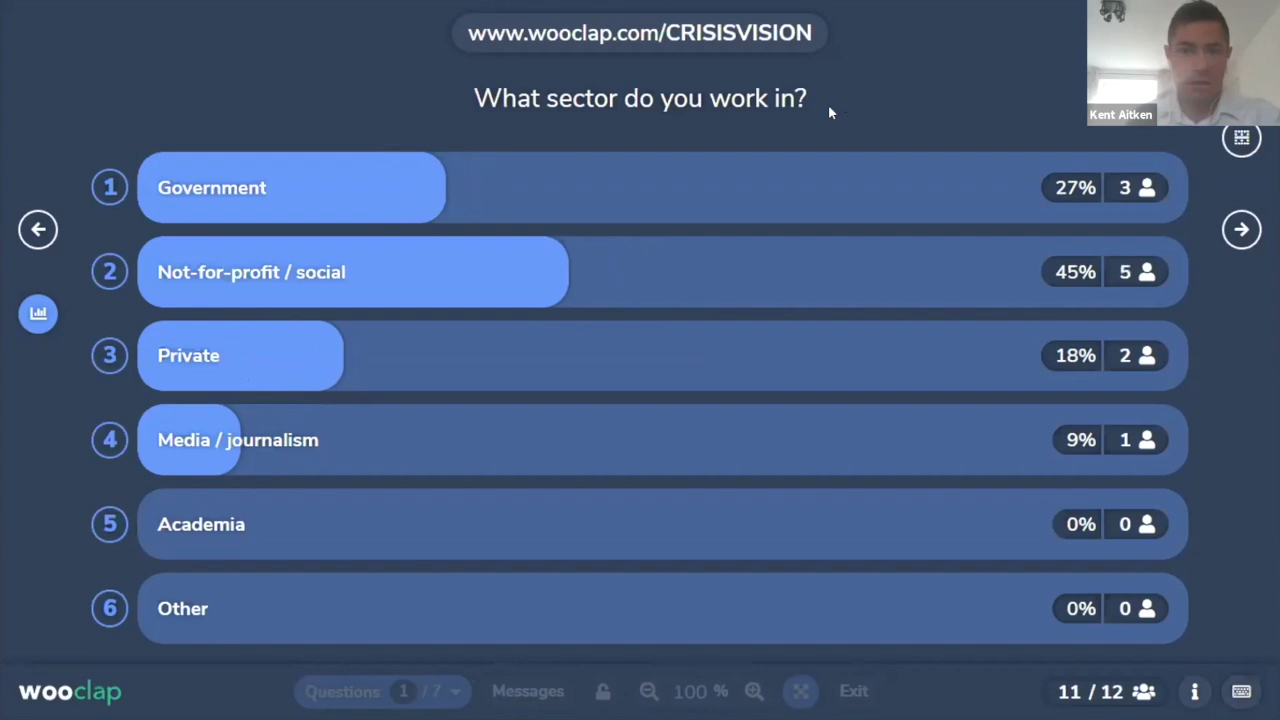 www.wooclap.com/CRISISVISION
What sector do you work in?
Kent Aitken
1 Government 27% 3
2 Not-for-profit / social 45% 5
3 Private 18% 2
4 Media / journalism 9% 1
5 Academia 0% 0
6 Other 0% 0
wooclap Questions 1 / 7 Messages 100 % Exit 11 / 12 i